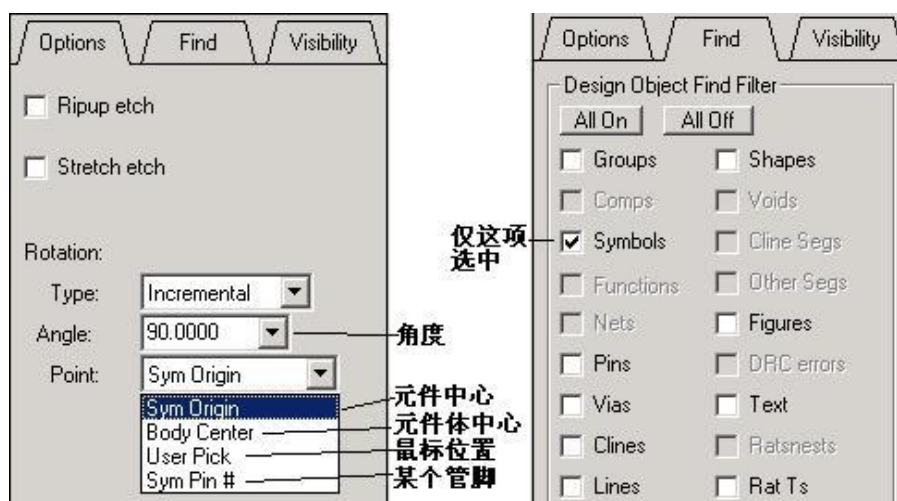 Options Find Visibility
Ripup etch
Stretch etch
Rotation:
Type: Incremental
Angle: 90.0000 角度
Point: Sym Origin
Sym Origin 元件中心
Body Center 元件体中心
User Pick 鼠标位置
Sym Pin # 某个管脚
Options Find Visibility
Design Object Find Filter
All On All Off
Groups Shapes
Comps Voids
仅这项
选中
Symbols Cline Segs
Functions Other Segs
Nets Figures
Pins DRC errors
Vias Text
Clines Ratsnests
Lines Rat Ts